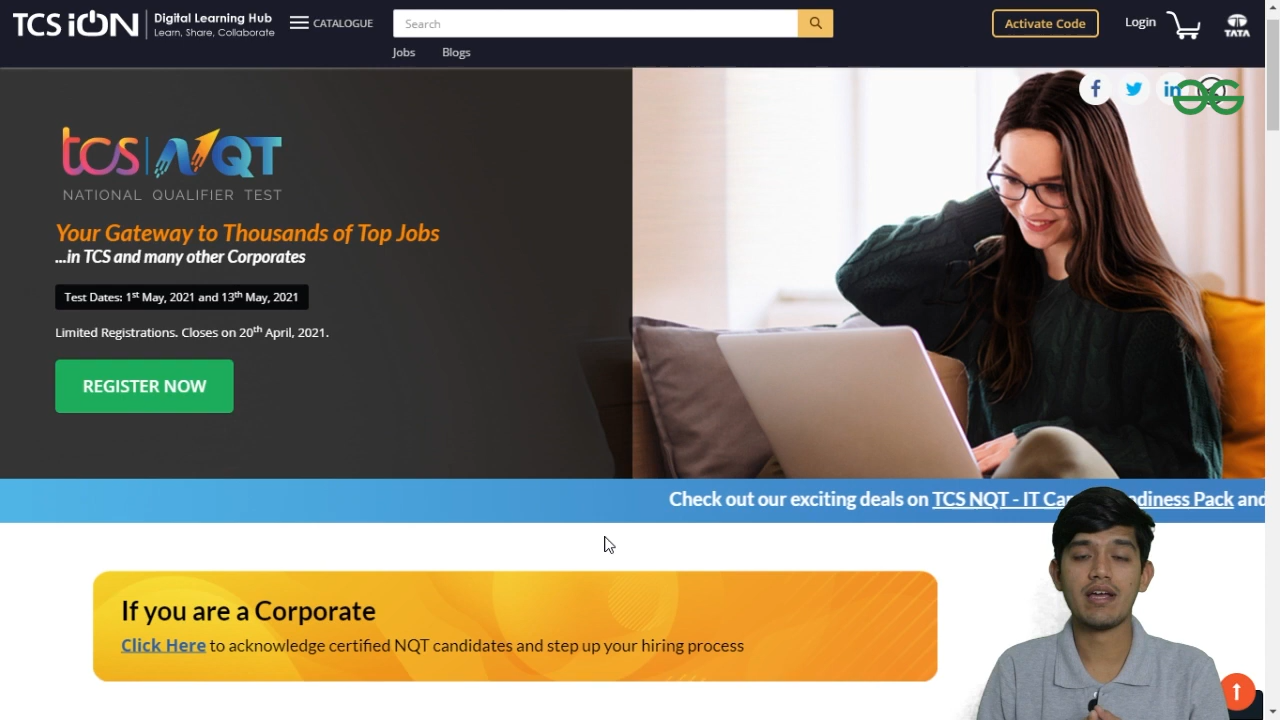 TCS iON
Digital Learning Hub
Learn, Share, Collaborate
CATALOGUE
Search
Activate Code
Login
TATA
Jobs
Blogs
tcs NQT
NATIONAL QUALIFIER TEST
Your Gateway to Thousands of Top Jobs
...in TCS and many other Corporates
Test Dates: 1st May, 2021 and 13th May, 2021
Limited Registrations. Closes on 20th April, 2021.
REGISTER NOW
Check out our exciting deals on TCS NQT - IT Pack and
If you are a Corporate
Click Here to acknowledge certified NQT candidates and step up your hiring process